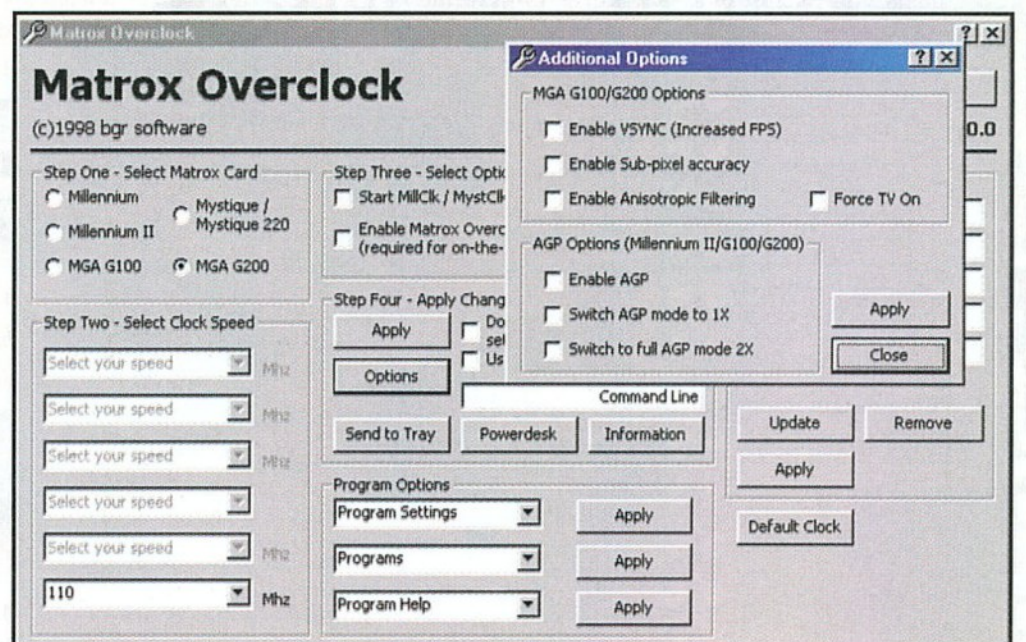 Matrox Overclock
Matrox Overclock
(c)1998 bgr software
0.0
Step One - Select Matrox Card
Millennium
Mystique / Mystique 220
Millennium II
MGA G100
MGA G200
Step Two - Select Clock Speed
Select your speed
Mhz
Select your speed
Mhz
Select your speed
Mhz
Select your speed
Select your speed
Mhz
110
Mhz
Step Three - Select
Start MillClk /
Enable Matrox
(required for on-the-
Step Four - Apply
Apply
Options
Command Line
Send to Tray
Powerdesk
Information
Program Options
Program Settings
Apply
Programs
Apply
Program Help
Apply
Additional Options
MGA G100/G200 Options
Enable VSYNC (Increased FPS)
Enable Sub-pixel accuracy
Enable Anisotropic Filtering
Force TV On
AGP Options (Millennium II/G100/G200)
Enable AGP
Switch AGP mode to 1X
Switch to full AGP mode 2X
Apply
Close
Update
Remove
Apply
Default Clock